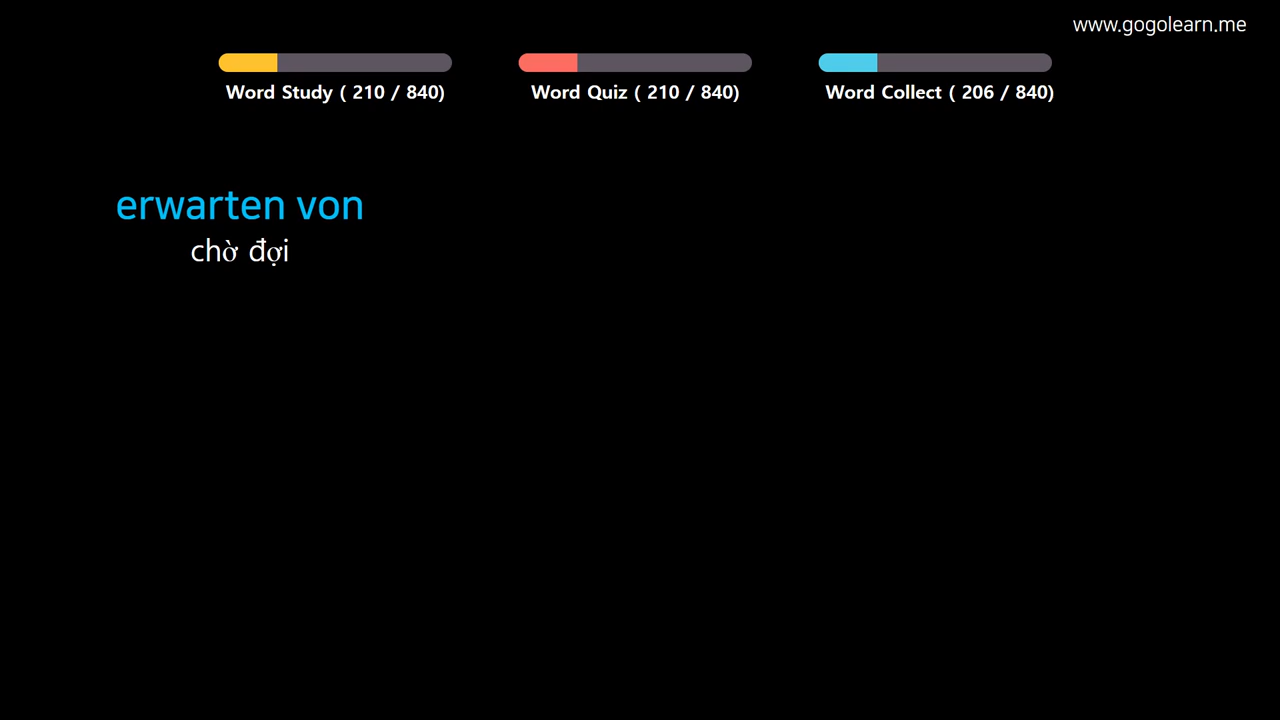 www.gogolearn.me
Word Study ( 210 / 840)
Word Quiz ( 210 / 840)
Word Collect ( 206 / 840)
erwarten von
chờ đợi